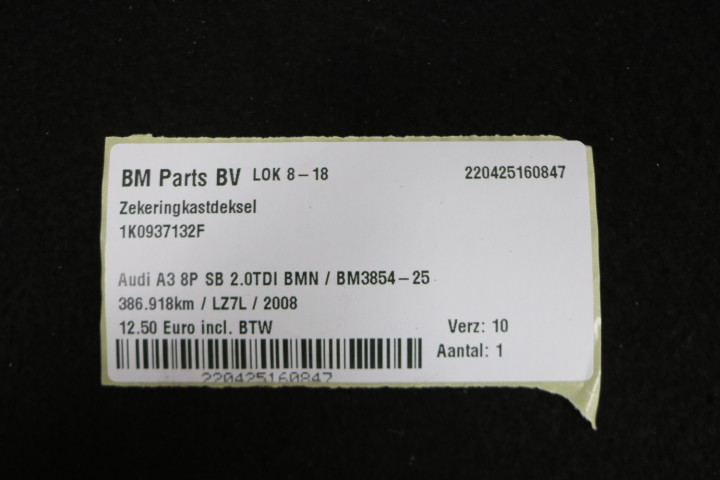 BM Parts BV LOK 8-18 220425160847
Zekeringkastdeksel
1K0937132F
Audi A3 8P SB 2.0TDI BMN / BM3854-25
386.918km / LZ7L / 2008
12.50 Euro incl. BTW Verz: 10
Aantal: 1
220425160847